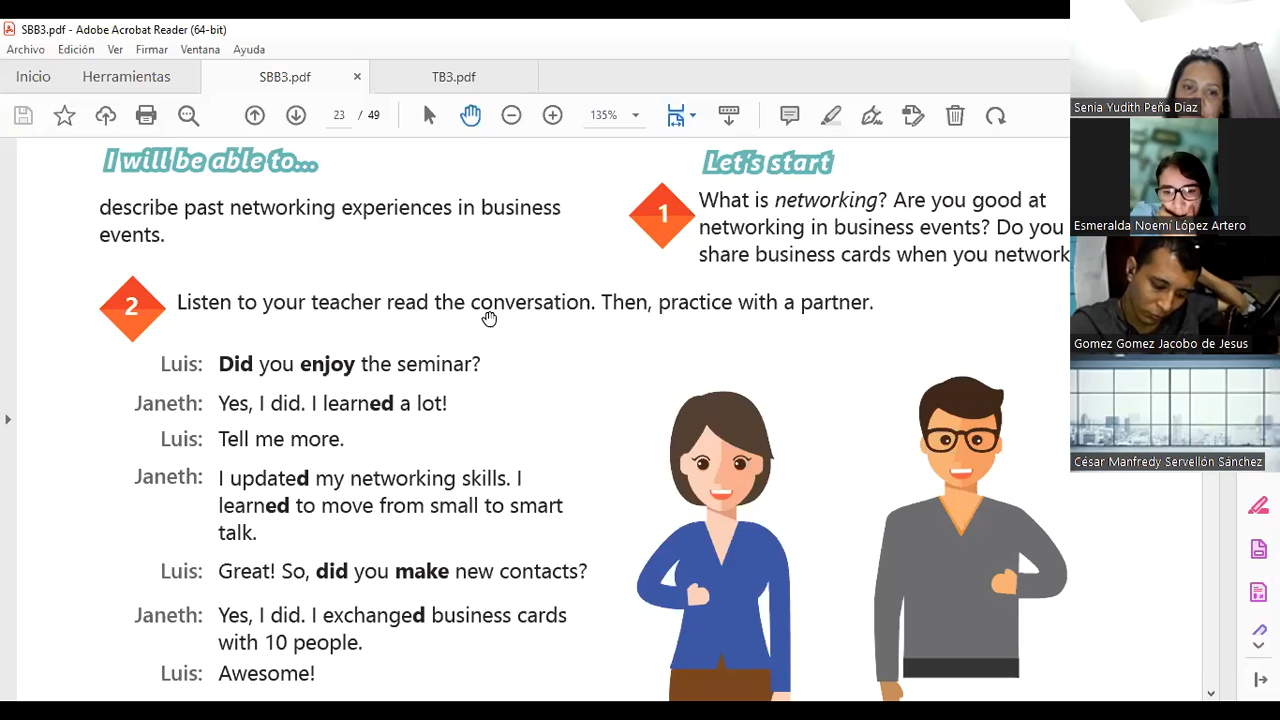 SBB3.pdf - Adobe Acrobat Reader (64-bit)
Archivo Edición Ver Firmar Ventana Ayuda
Inicio Herramientas SBB3.pdf × TB3.pdf
23 / 49 135%
I will be able to...
describe past networking experiences in business
events.
Let's start
1 What is networking? Are you good at
networking in business events? Do you
share business cards when you network
2 Listen to your teacher read the conversation. Then, practice with a partner.
Luis: Did you enjoy the seminar?
Janeth: Yes, I did. I learned a lot!
Luis: Tell me more.
Janeth: I updated my networking skills. I
learned to move from small to smart
talk.
Luis: Great! So, did you make new contacts?
Janeth: Yes, I did. I exchanged business cards
with 10 people.
Luis: Awesome!
Senia Yudith Peña Diaz
Esmeralda Noemí López Artero
Gomez Gomez Jacobo de Jesus
César Manfredy Servellón Sánchez